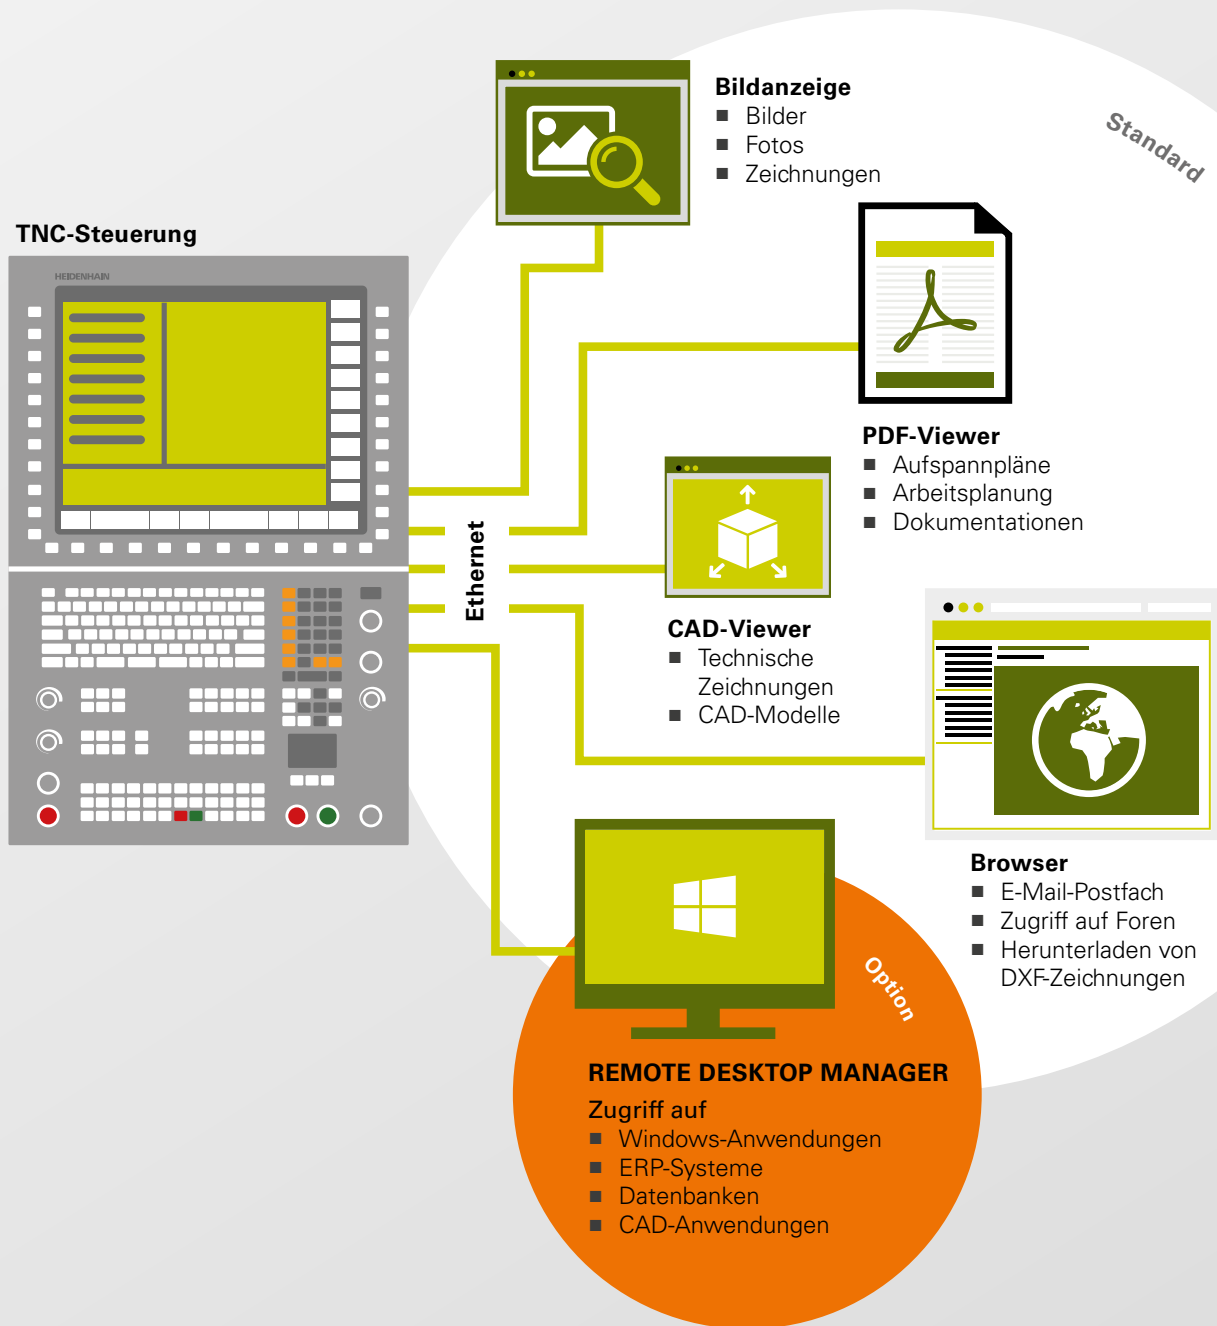 Bildanzeige
Bilder
Fotos
Zeichnungen
Standard
TNC-Steuerung
HEIDENHAIN
PDF-Viewer
Aufspannpläne
Arbeitsplanung
Dokumentationen
Ethernet
CAD-Viewer
Technische
Zeichnungen
CAD-Modelle
Browser
E-Mail-Postfach
Zugriff auf Foren
Herunterladen von
DXF-Zeichnungen
Option
REMOTE DESKTOP MANAGER
Zugriff auf
Windows-Anwendungen
ERP-Systeme
Datenbanken
CAD-Anwendungen